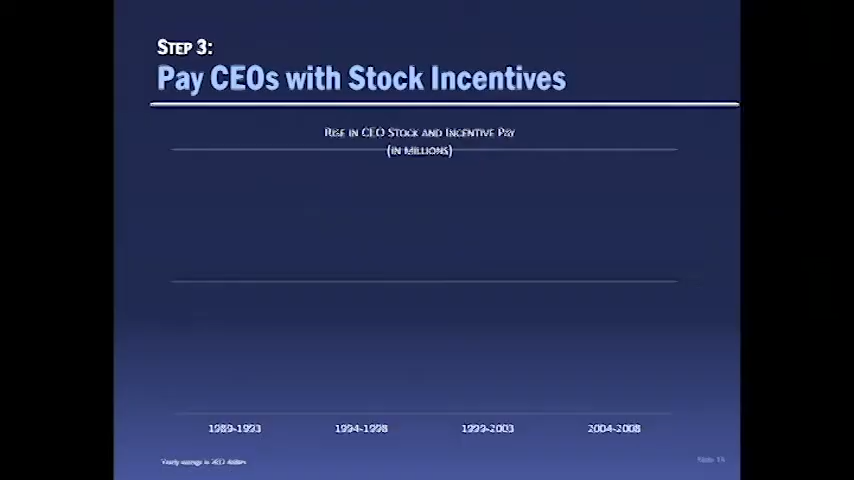 STEP 3:
Pay CEOs with Stock Incentives
RISE IN CEO STOCK AND INCENTIVE PAY
(IN MILLIONS)
1989-1993 1994-1998 1999-2003 2004-2008
Slide